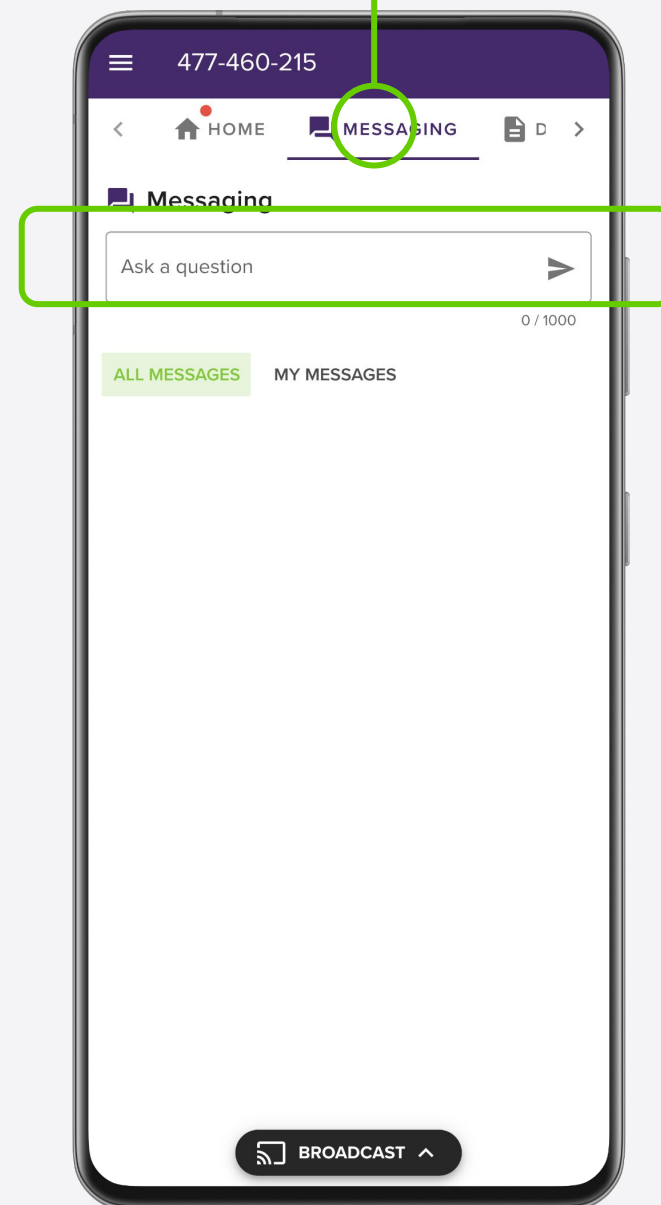 477-460-215
HOME MESSAGING D
Messaging
Ask a question
0 / 1000
ALL MESSAGES MY MESSAGES
BROADCAST